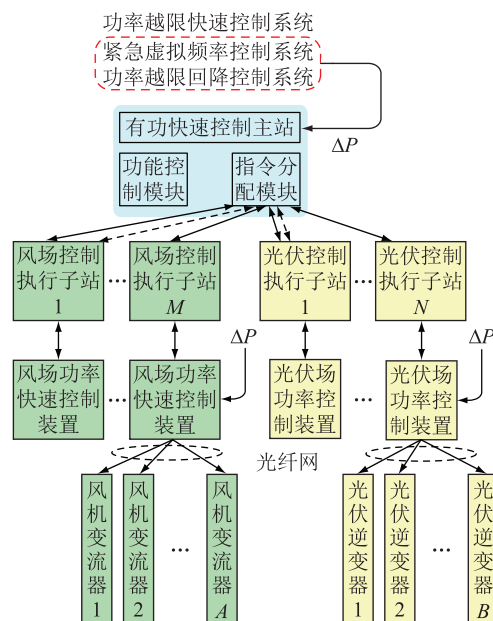 功率越限快速控制系统
紧急虚拟频率控制系统
功率越限回降控制系统
有功快速控制主站
ΔP
功能控
制模块
指令分
配模块
风场控制
执行子站
1
...
风场控制
执行子站
M
光伏控制
执行子站
1
...
光伏控制
执行子站
N
ΔP
ΔP
风场功率
快速控制
装置
...
风场功率
快速控制
装置
光伏场
功率控
制装置
...
光伏场
功率控
制装置
光纤网
风机变流器1
风机变流器2
...
风机变流器A
光伏逆变器1
光伏逆变器2
...
光伏逆变器B